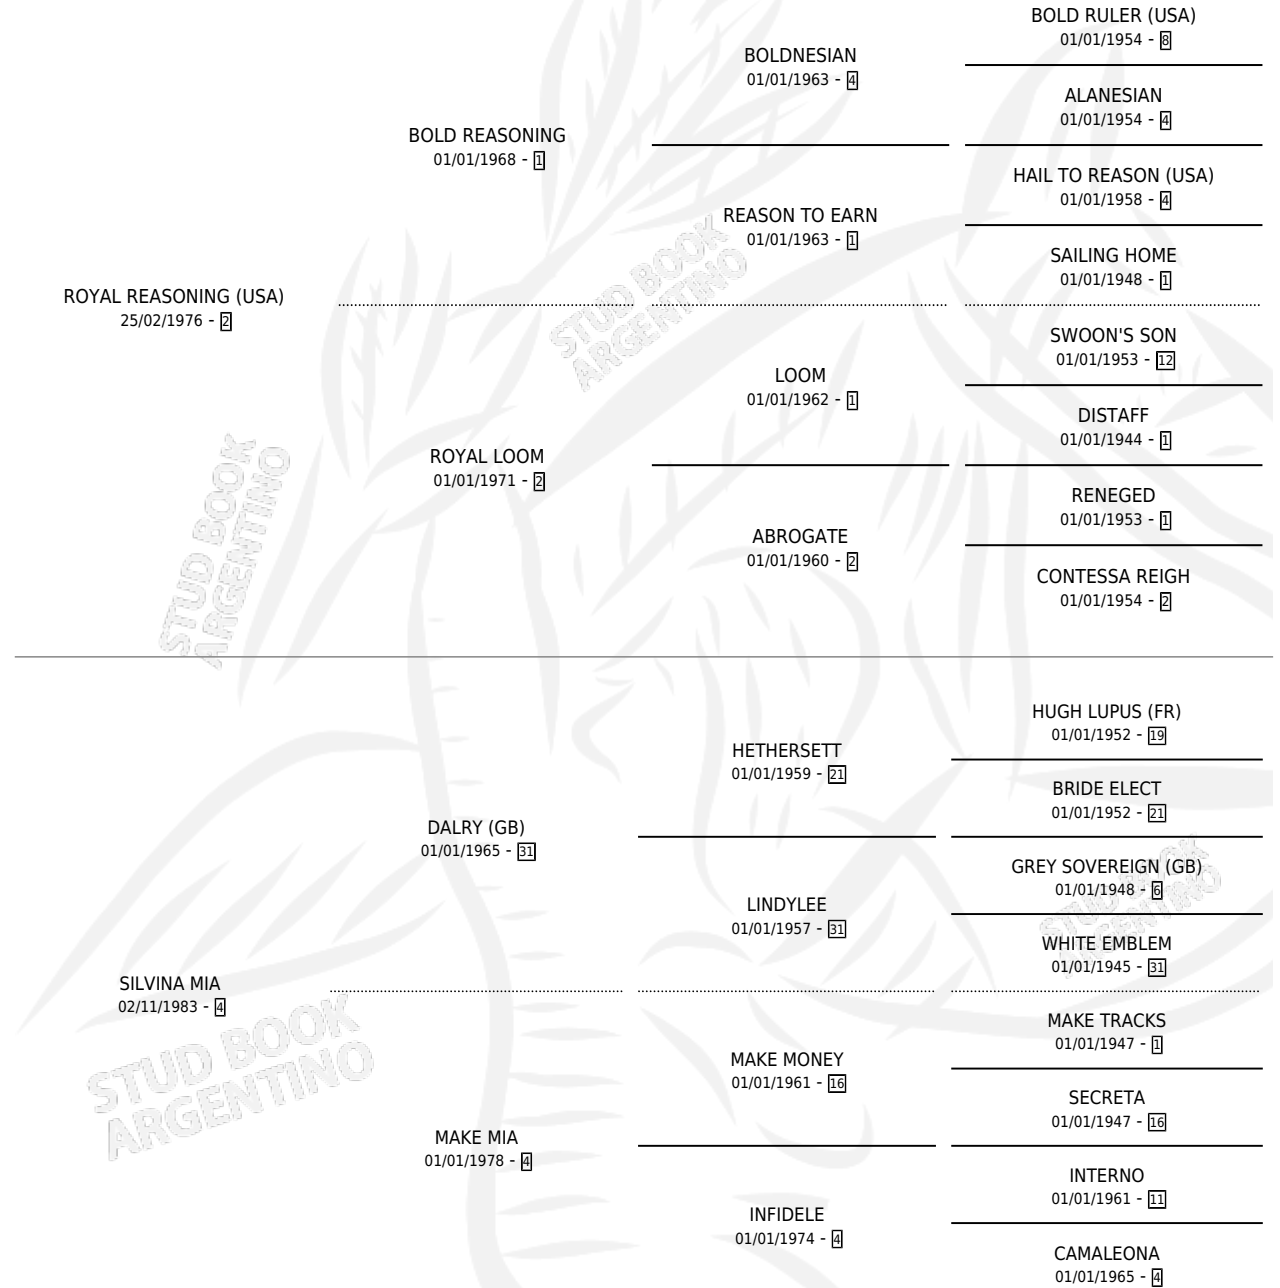 BOLD RULER (USA)
01/01/1954 - 8
BOLDNESIAN
01/01/1963 - 4
ALANESIAN
01/01/1954 - 4
BOLD REASONING
01/01/1968 - 1
HAIL TO REASON (USA)
01/01/1958 - 4
REASON TO EARN
01/01/1963 - 1
SAILING HOME
01/01/1948 - 1
ROYAL REASONING (USA)
25/02/1976 - 2
STUD BOOK
ARGENTINO
SWOON'S SON
01/01/1953 - 12
LOOM
01/01/1962 - 1
DISTAFF
01/01/1944 - 1
ROYAL LOOM
01/01/1971 - 2
RENEGED
01/01/1953 - 1
ABROGATE
01/01/1960 - 2
CONTESSA REIGH
01/01/1954 - 2
STUD BOOK
ARGENTINO
HUGH LUPUS (FR)
01/01/1952 - 19
HETHERSETT
01/01/1959 - 21
BRIDE ELECT
01/01/1952 - 21
DALRY (GB)
01/01/1965 - 31
GREY SOVEREIGN (GB)
01/01/1948 - 6
LINDYLEE
01/01/1957 - 31
WHITE EMBLEM
01/01/1945 - 31
STUD BOOK
ARGENTINO
SILVINA MIA
02/11/1983 - 4
MAKE TRACKS
01/01/1947 - 1
MAKE MONEY
01/01/1961 - 16
SECRETA
01/01/1947 - 16
STUD BOOK
ARGENTINO
MAKE MIA
01/01/1978 - 4
INTERNO
01/01/1961 - 11
INFIDELE
01/01/1974 - 4
CAMALEONA
01/01/1965 - 4